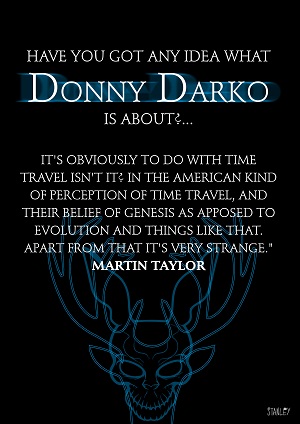 HAVE YOU GOT ANY IDEA WHAT
DONNY DARKO
IS ABOUT?...
IT'S OBVIOUSLY TO DO WITH TIME
TRAVEL ISN'T IT? IN THE AMERICAN KIND
OF PERCEPTION OF TIME TRAVEL, AND
THEIR BELIEF OF GENESIS AS APPOSED TO
EVOLUTION AND THINGS LIKE THAT.
APART FROM THAT IT'S VERY STRANGE."
MARTIN TAYLOR
STANLEY